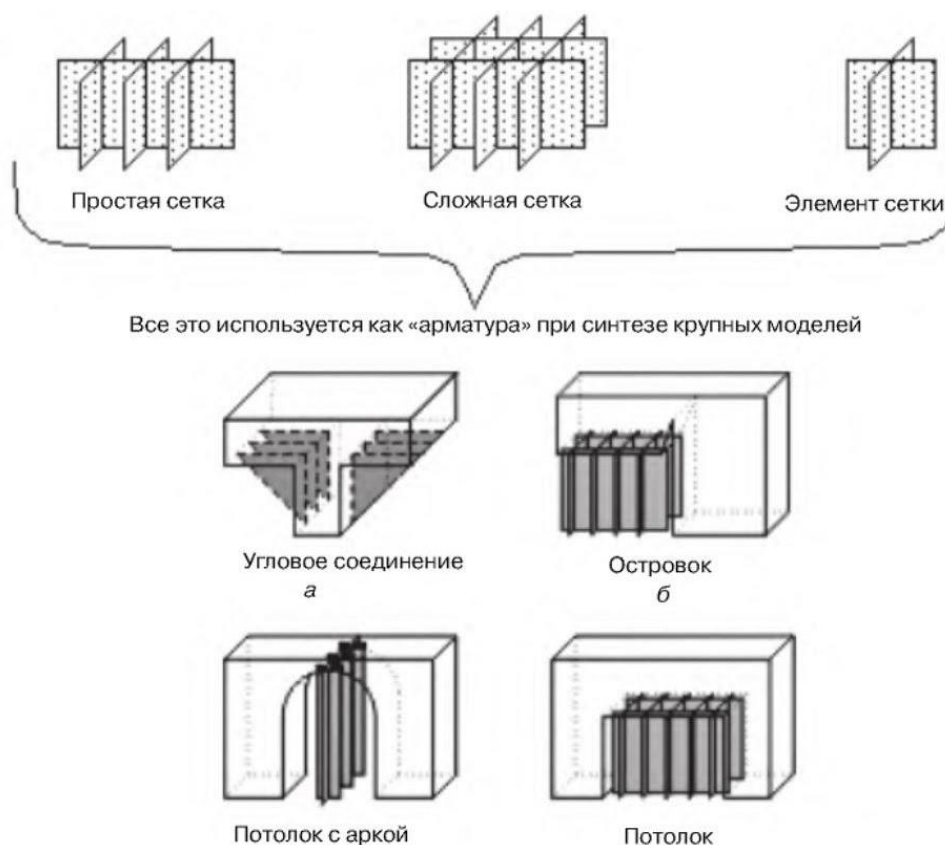 Простая сетка
Сложная сетка
Элемент сетки
Все это используется как «арматура» при синтезе крупных моделей
Угловое соединение
а
Островок
б
Потолок с аркой
Потолок